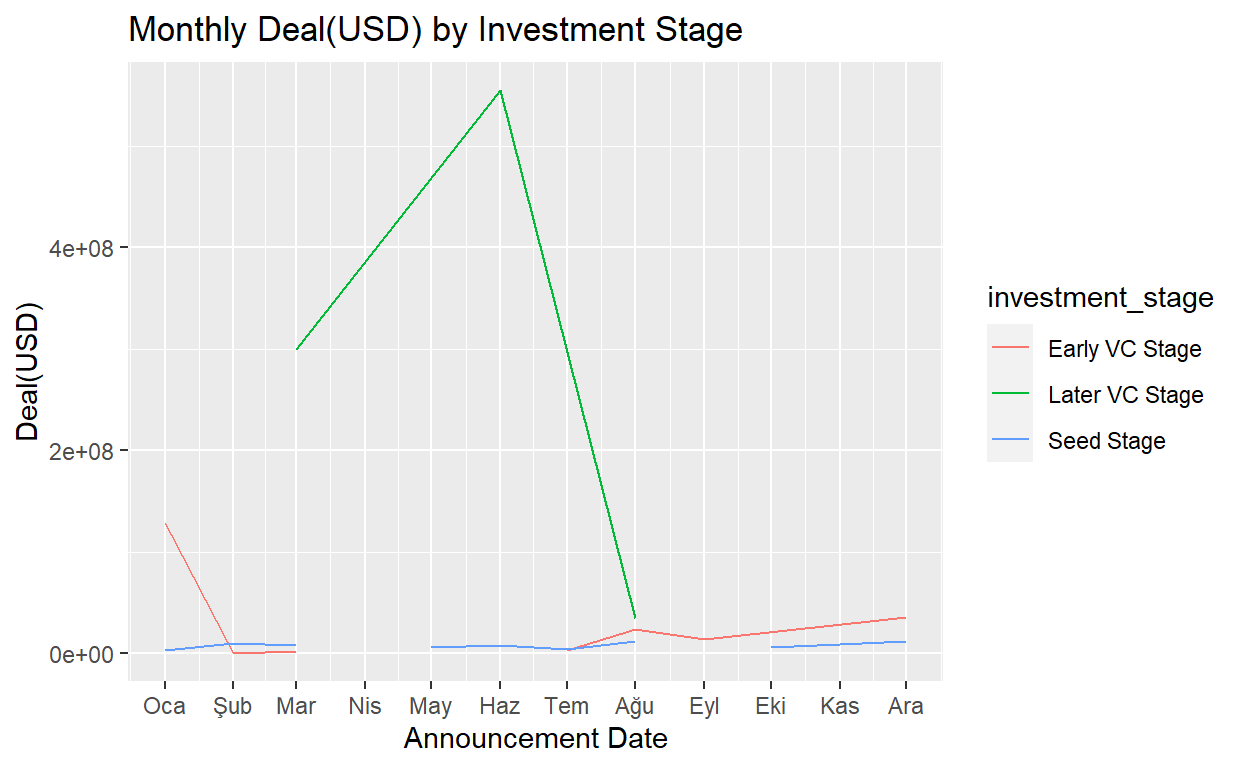 Monthly Deal(USD) by Investment Stage
Deal(USD)
4e+08
2e+08
0e+00
Oca Şub Mar Nis May Haz Tem Ağu Eyl Eki Kas Ara
Announcement Date
investment_stage
Early VC Stage
Later VC Stage
Seed Stage